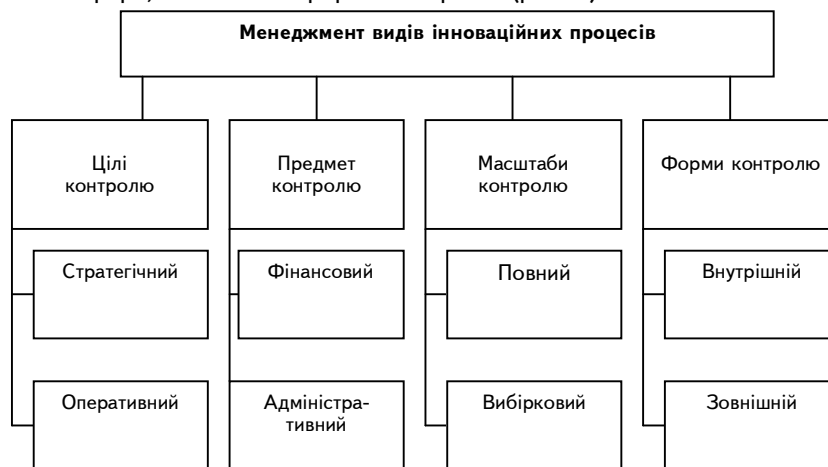 Менеджмент видів інноваційних процесів
Цілі
контролю
Предмет
контролю
Масштаби
контролю
Форми контролю
Стратегічний
Фінансовий
Повний
Внутрішній
Оперативний
Адміністра-
тивний
Вибірковий
Зовнішній